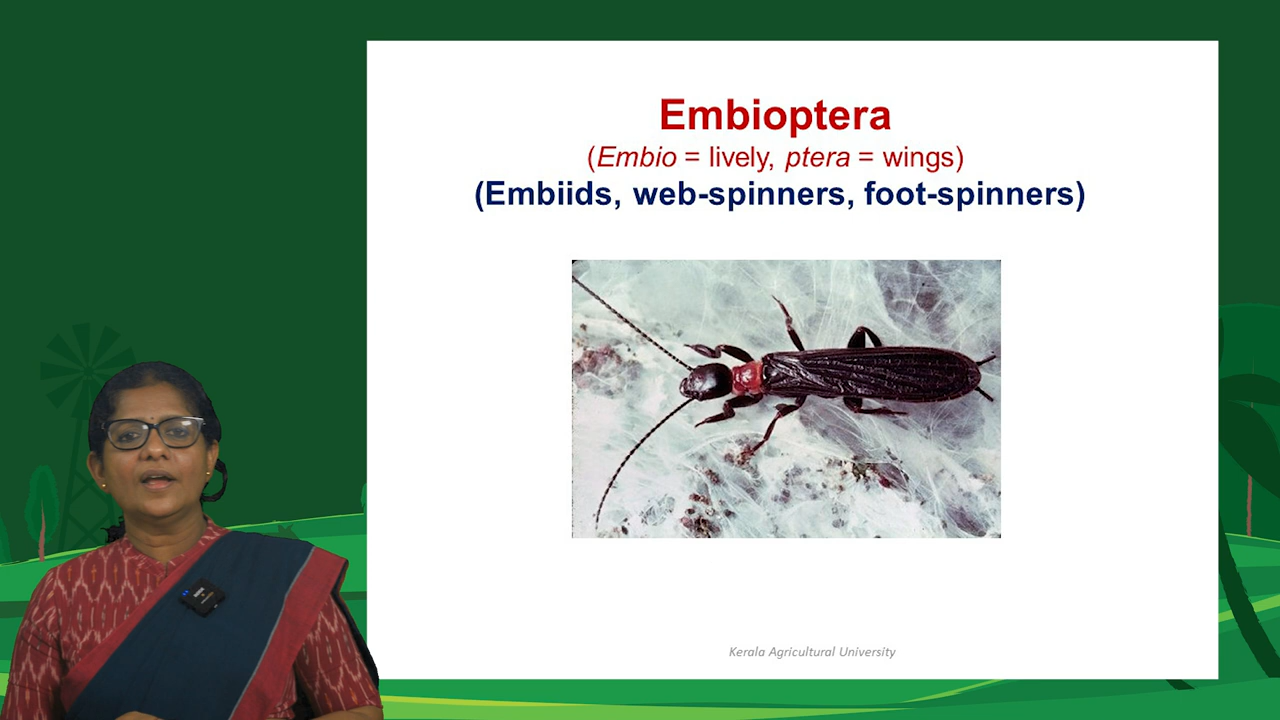 Embioptera
(Embio = lively, ptera = wings)
(Embiids, web-spinners, foot-spinners)
Kerala Agricultural University